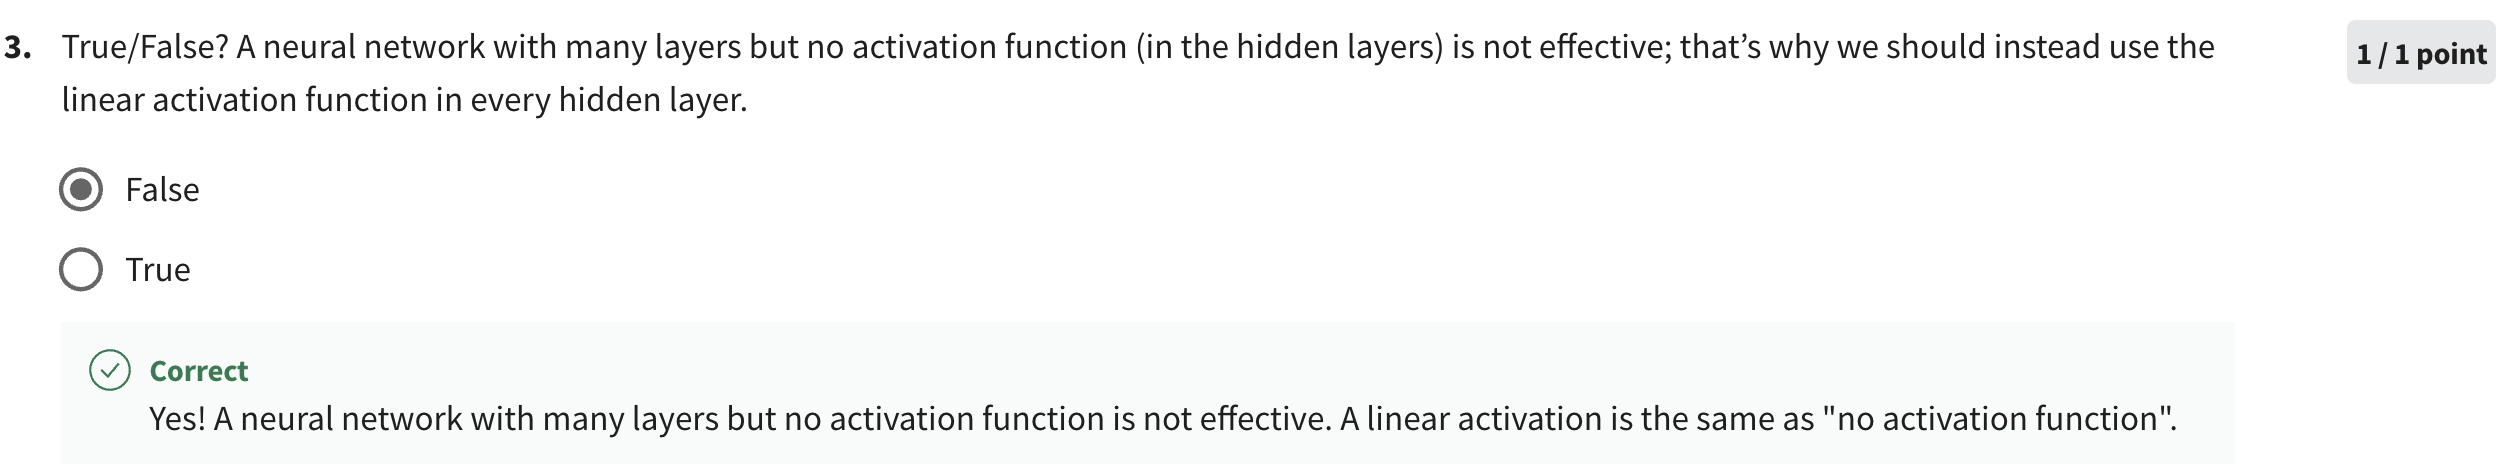 3. True/False? A neural network with many layers but no activation function (in the hidden layers) is not effective; that’s why we should instead use the
linear activation function in every hidden layer.
1 / 1 point
False
True
Correct
Yes! A neural network with many layers but no activation function is not effective. A linear activation is the same as "no activation function".